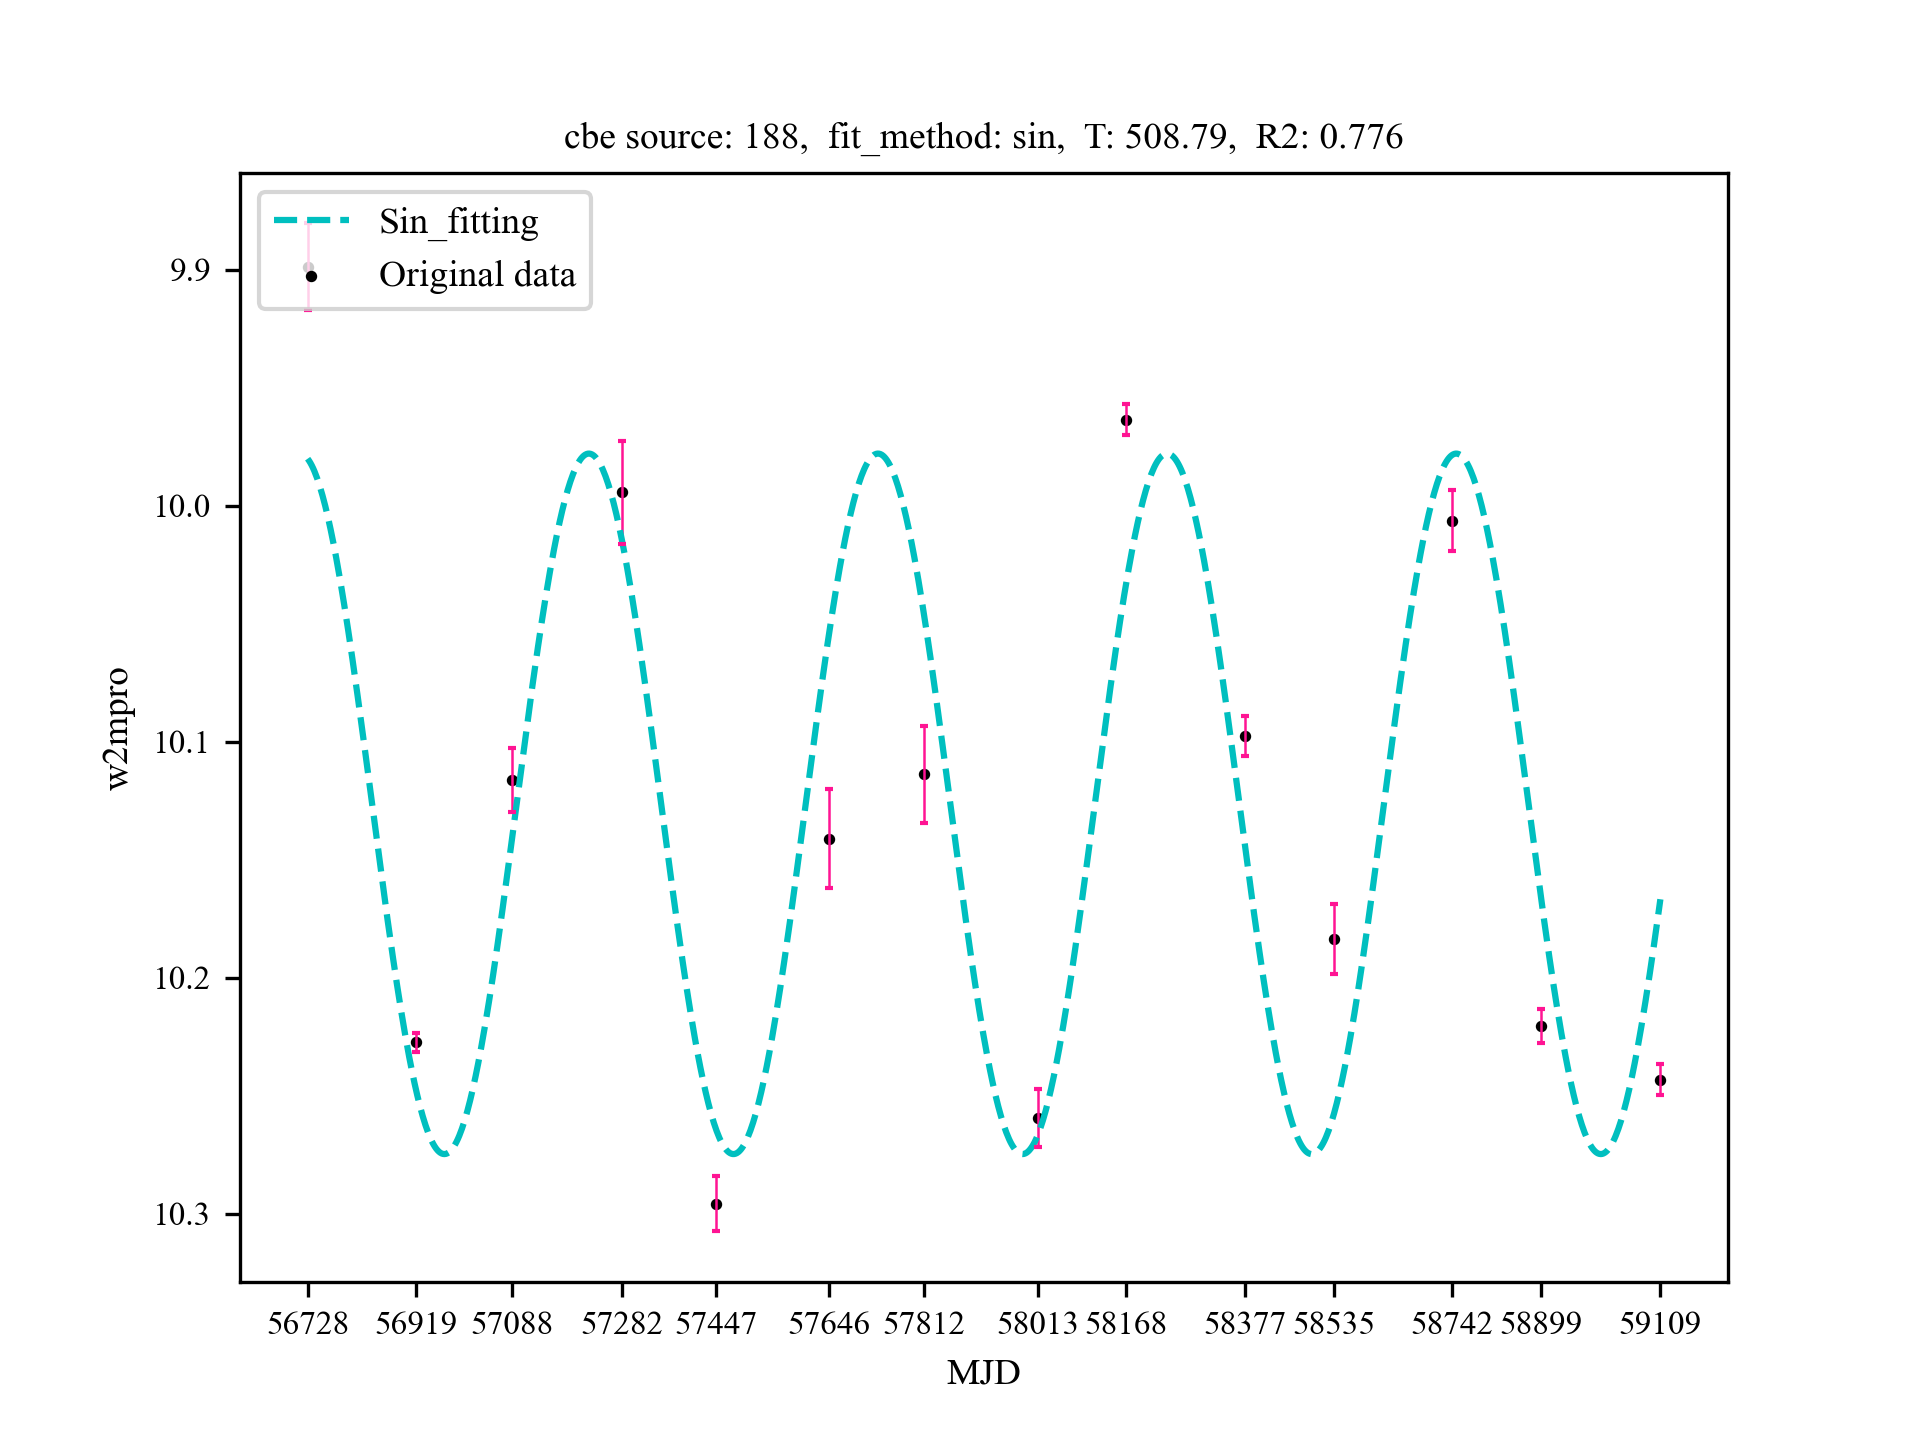 cbe source: 188, fit_method: sin, T: 508.79, R2: 0.776
Sin_fitting
Original data
9.9
10.0
10.1
10.2
10.3
w2mpro
56728 56919 57088 57282 57447 57646 57812 58013 58168 58377 58535 58742 58899 59109
MJD